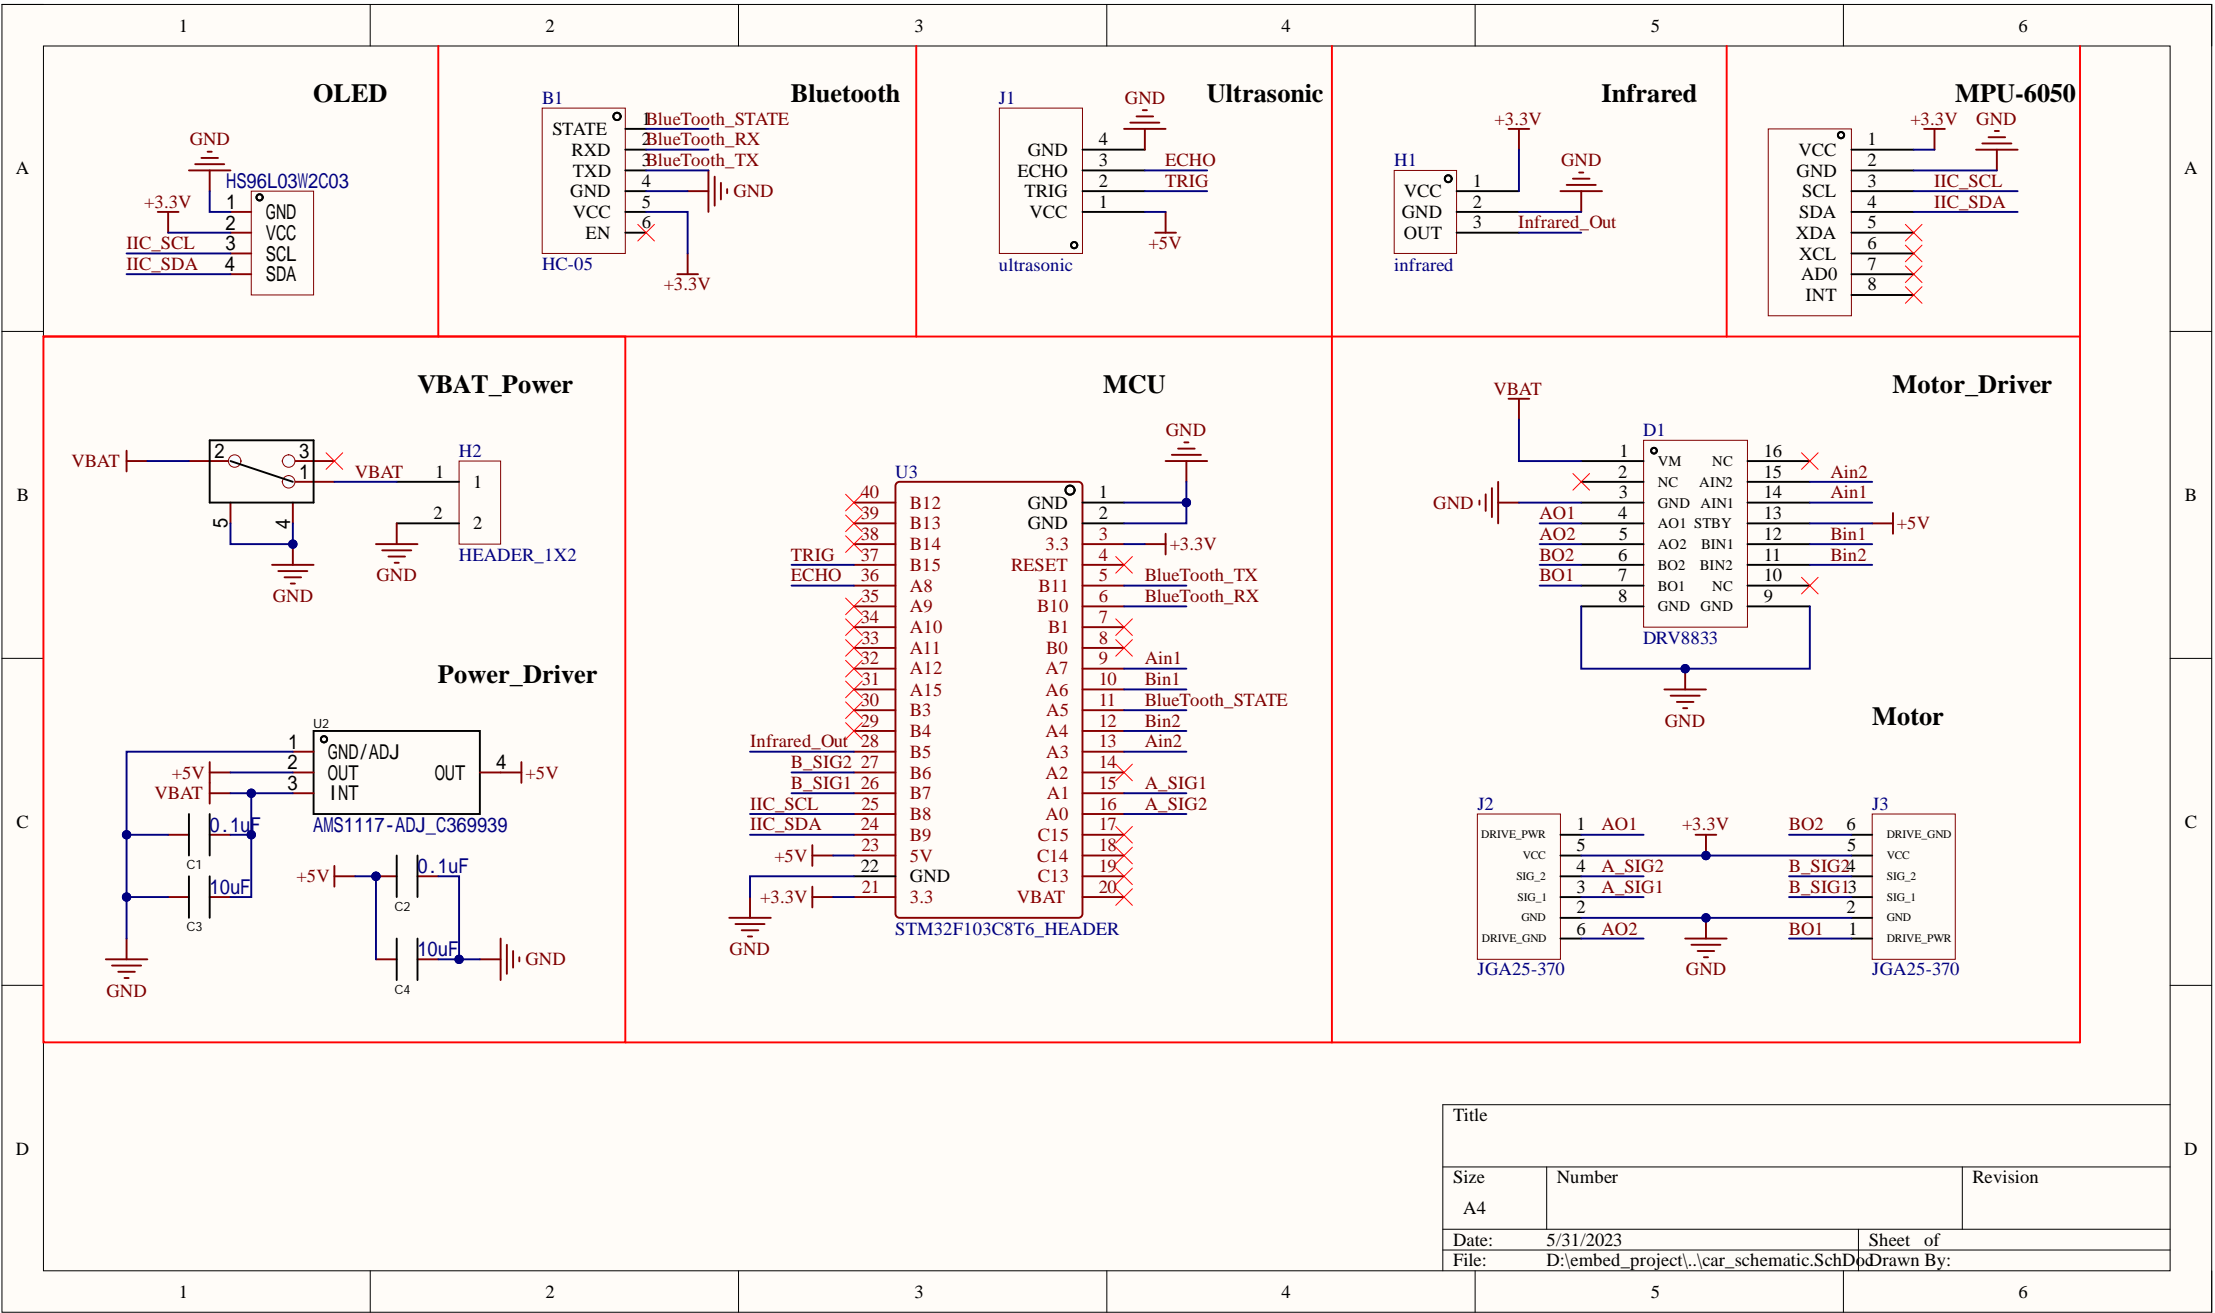 1 2 3 4 5 6
A
OLED
GND
HS96L03W2C03
+3.3V
1 GND
2 VCC
IIC_SCL 3 SCL
IIC_SDA 4 SDA
Bluetooth
B1
STATE 1 BlueTooth_STATE
RXD 2 BlueTooth_RX
TXD 3 BlueTooth_TX
GND 4 GND
VCC 5
EN 6
HC-05
+3.3V
Ultrasonic
J1
GND
GND 4
ECHO 3 ECHO
TRIG 2 TRIG
VCC 1
+5V
ultrasonic
Infrared
+3.3V
H1
GND
VCC 1
GND 2
OUT 3 Infrared_Out
infrared
MPU-6050
+3.3V GND
VCC 1
GND 2
SCL 3 IIC_SCL
SDA 4 IIC_SDA
XDA 5
XCL 6
AD0 7
INT 8
A
B
VBAT_Power
VBAT 2 3
1 VBAT
5 4
GND
H2
1 1
2 2
GND
HEADER_1X2
Power_Driver
U2
1 GND/ADJ
+5V 2 OUT
OUT 4 +5V
VBAT 3 INT
AMS1117-ADJ_C369939
0.1uF
C1
10uF
C3
GND
+5V
0.1uF
C2
10uF
C4
GND
MCU
GND
U3
40 B12 GND 1
39 B13 GND 2
38 B14 3.3 3 +3.3V
TRIG 37 B15 RESET 4
ECHO 36 A8 B11 5 BlueTooth_TX
35 A9 B10 6 BlueTooth_RX
34 A10 B1 7
33 A11 B0 8
32 A12 A7 9 Ain1
31 A15 A6 10 Bin1
30 B3 A5 11 BlueTooth_STATE
29 B4 A4 12 Bin2
Infrared_Out 28 B5 A3 13 Ain2
B_SIG2 27 B6 A2 14
B_SIG1 26 B7 A1 15 A_SIG1
IIC_SCL 25 B8 A0 16 A_SIG2
IIC_SDA 24 B9 C15 17
+5V 23 5V C14 18
22 GND C13 19
+3.3V 21 3.3 VBAT 20
GND
STM32F103C8T6_HEADER
Motor_Driver
VBAT
D1
1 VM NC 16
2 NC AIN2 15 Ain2
GND 3 GND AIN1 14 Ain1
AO1 4 AO1 STBY 13 +5V
AO2 5 AO2 BIN1 12 Bin1
BO2 6 BO2 BIN2 11 Bin2
BO1 7 BO1 NC 10
8 GND GND 9
DRV8833
GND
Motor
J2
DRIVE_PWR 1 AO1
VCC 5
SIG_2 4 A_SIG2
SIG_1 3 A_SIG1
GND 2
DRIVE_GND 6 AO2
JGA25-370
+3.3V
GND
J3
BO2 6 DRIVE_GND
5 VCC
B_SIG2 4 SIG_2
B_SIG1 3 SIG_1
2 GND
BO1 1 DRIVE_PWR
JGA25-370
B
C
C
D
D
Title
Size Number Revision
A4
Date: 5/31/2023 Sheet of
File: D:\embed_project\..\car_schematic.SchDoc Drawn By:
1 2 3 4 5 6